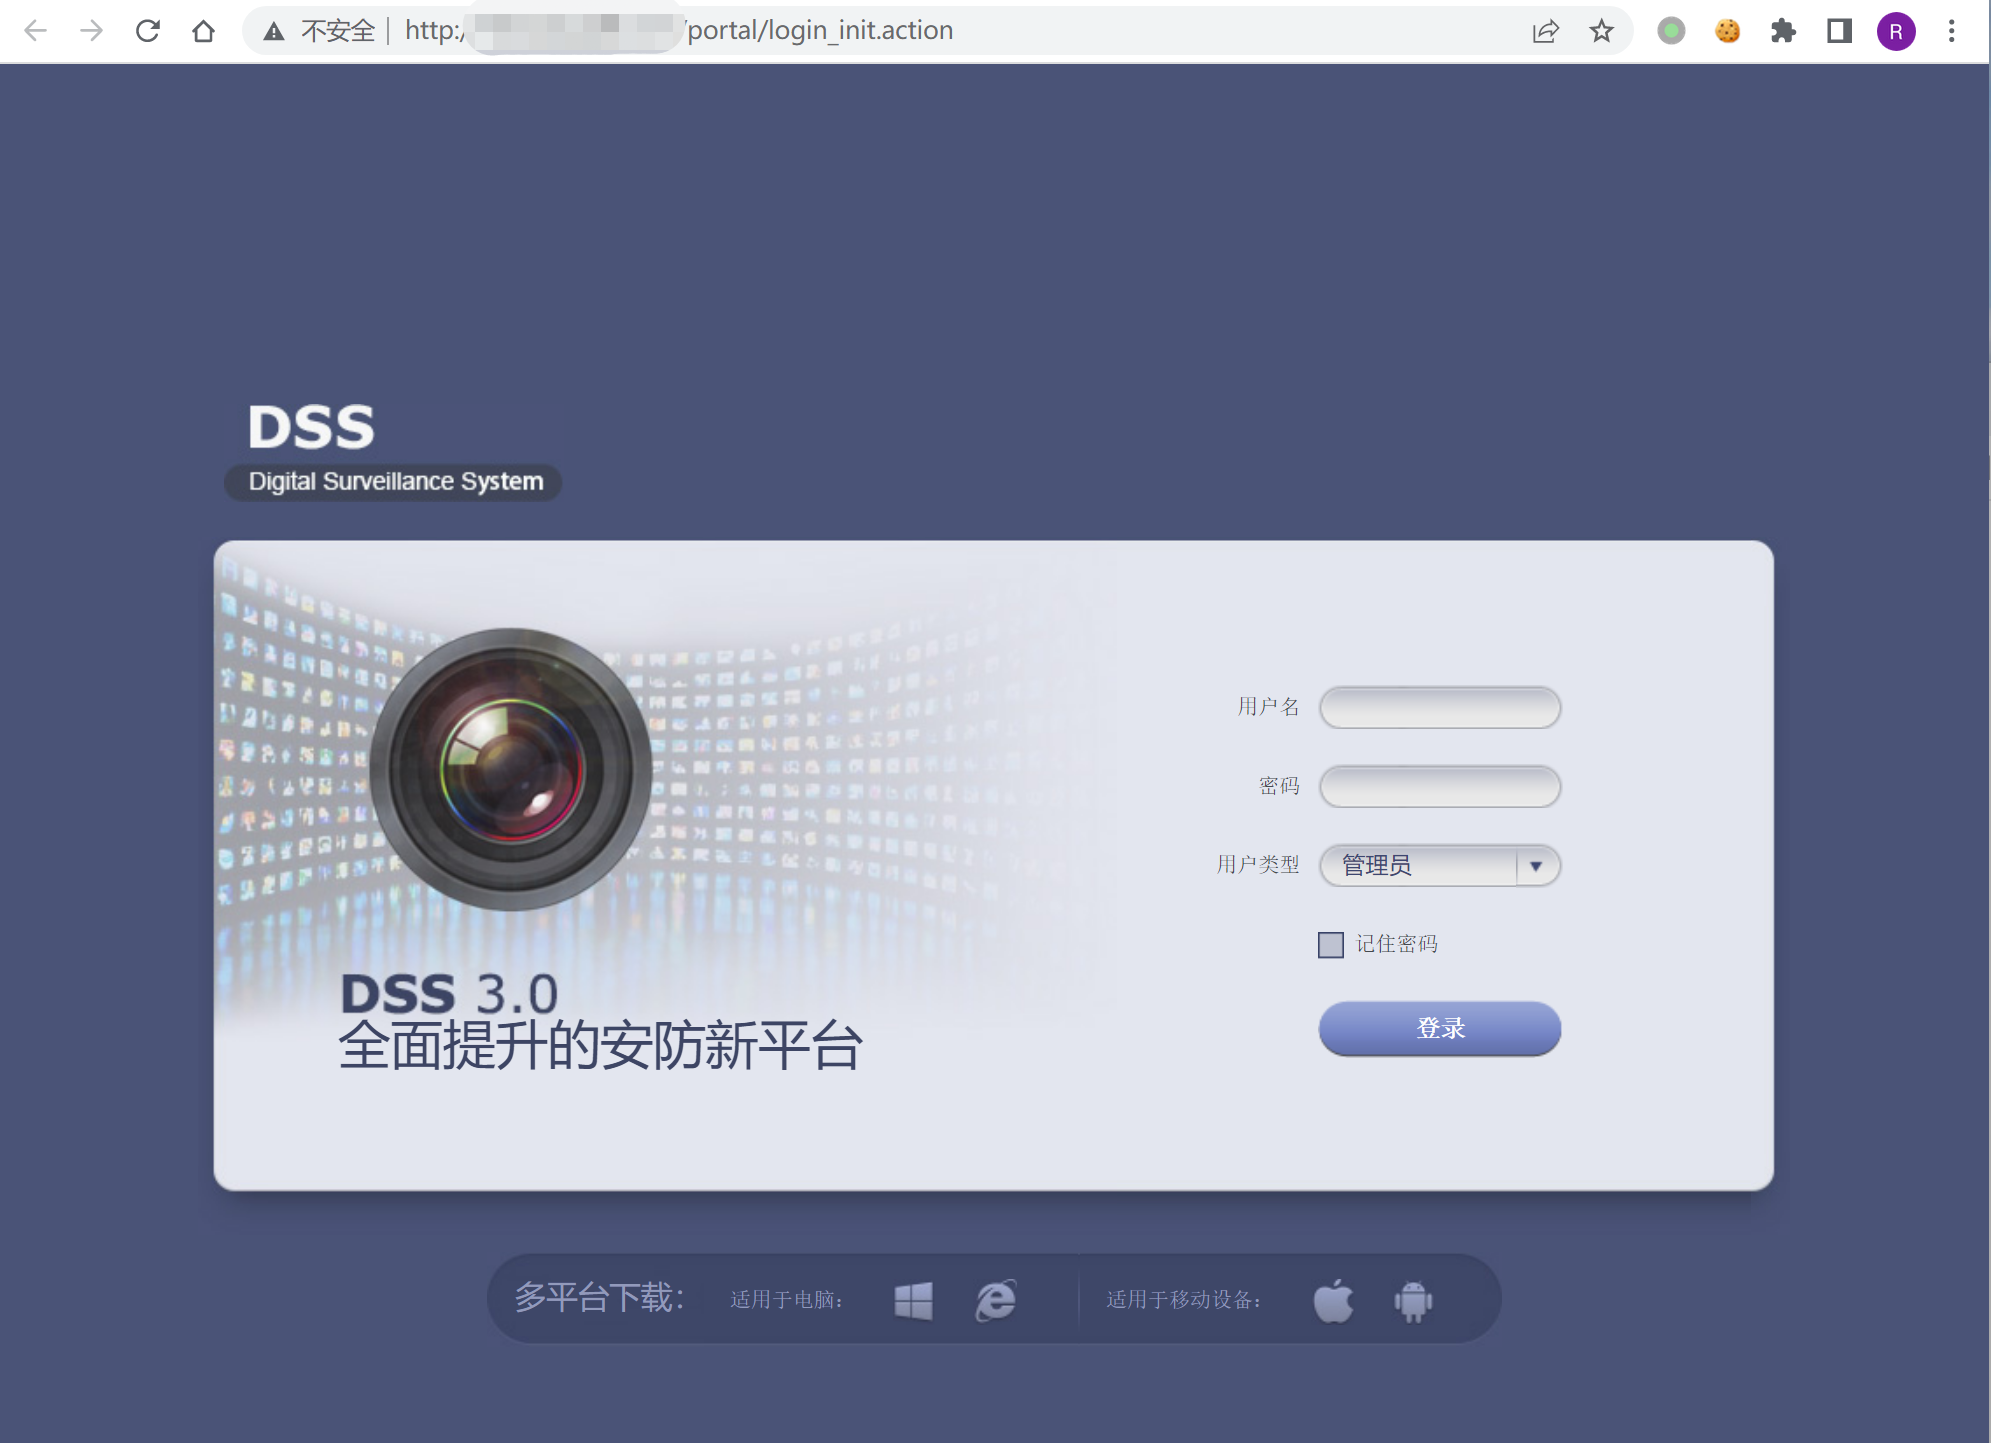 不安全 http:/ /portal/login_init.action
R
DSS
Digital Surveillance System
用户名
密码
用户类型 管理员
记住密码
登录
DSS 3.0
全面提升的安防新平台
多平台下载： 适用于电脑： 适用于移动设备：